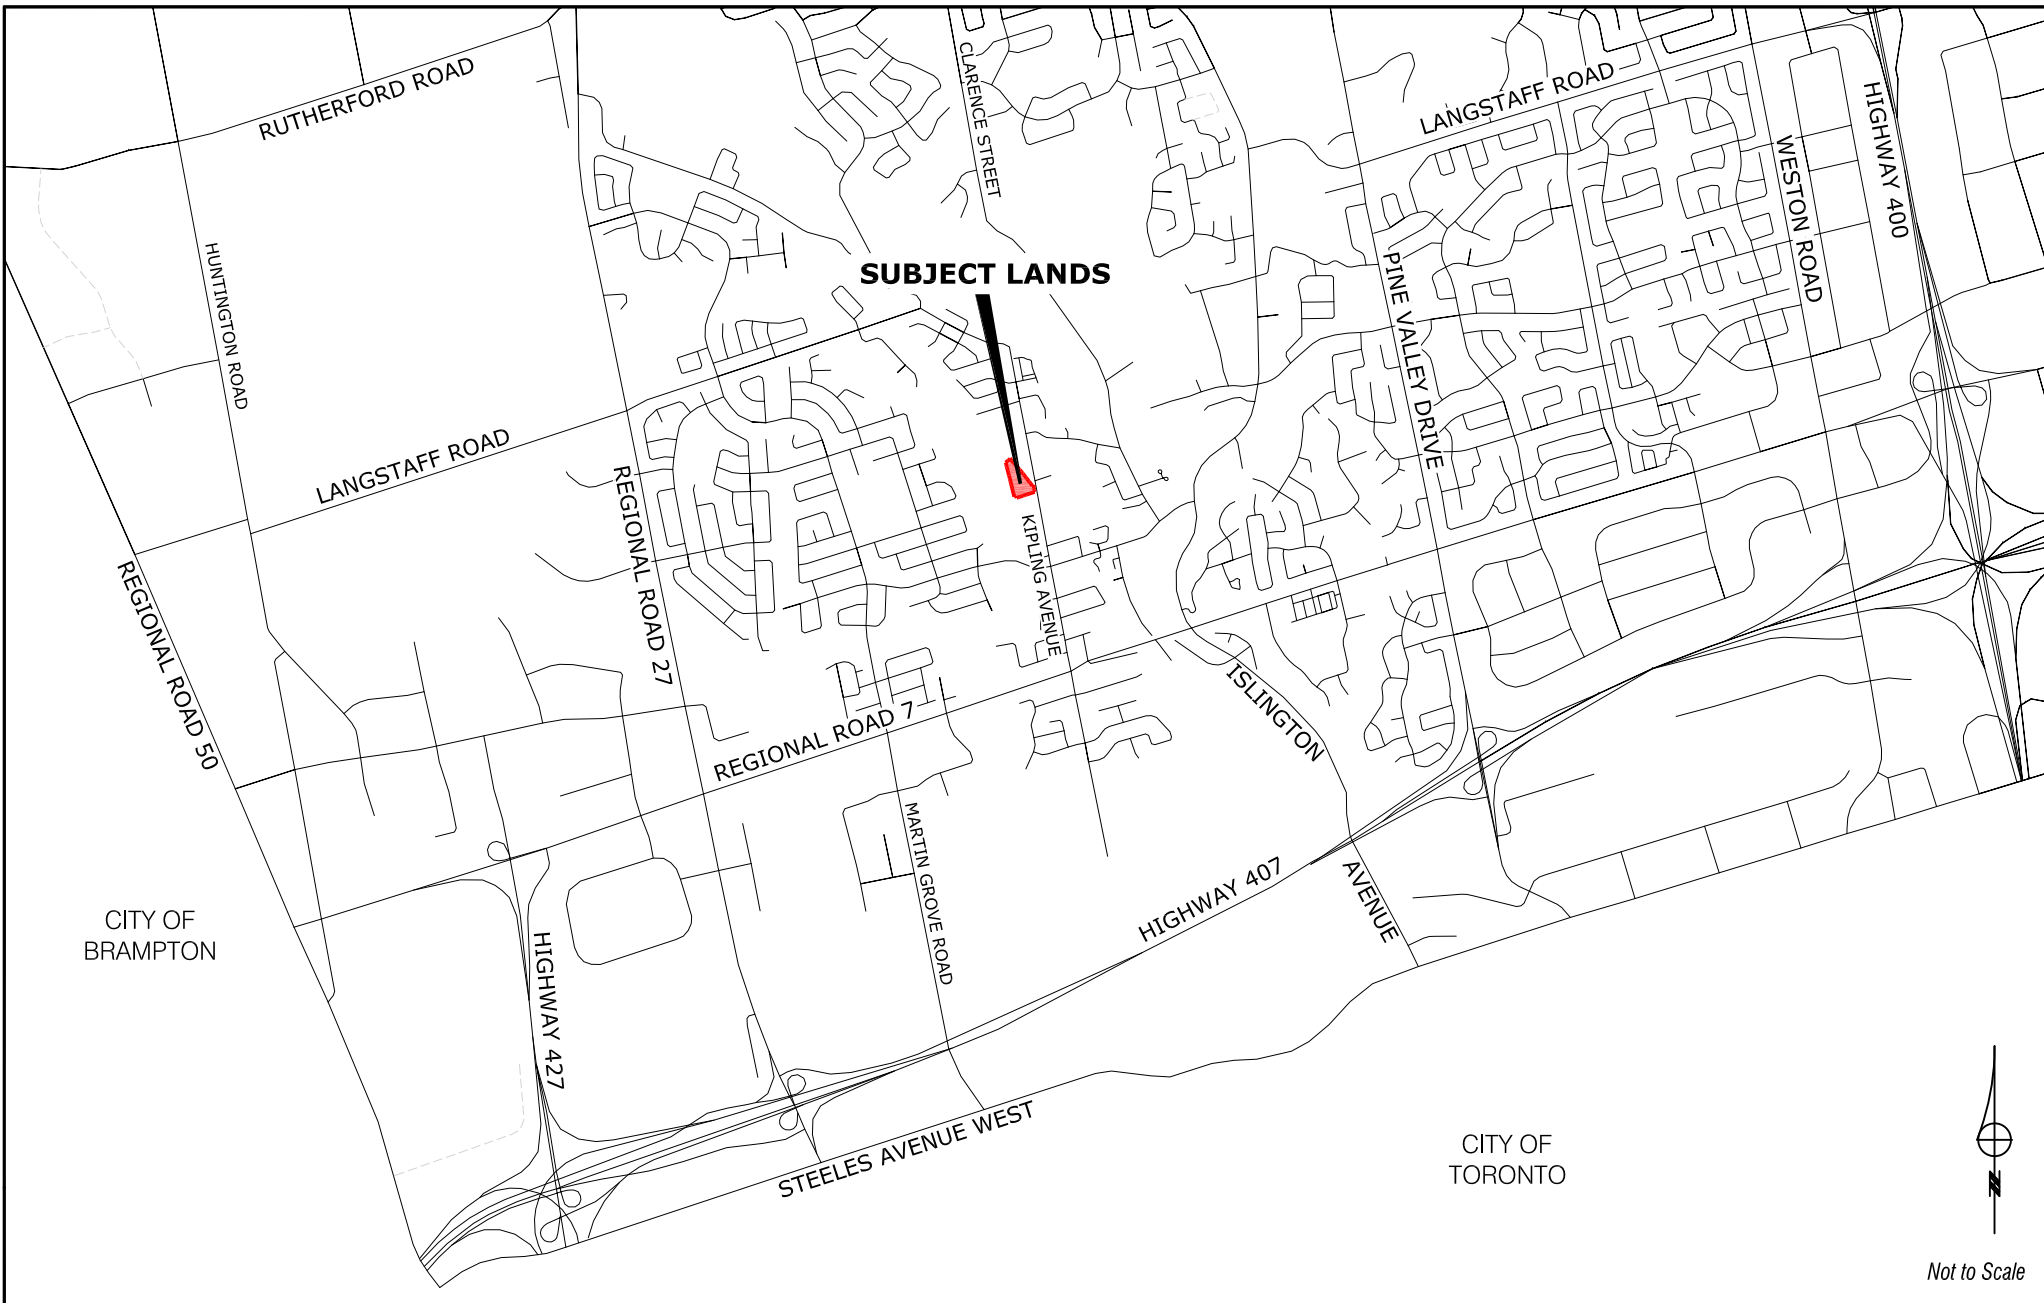 RUTHERFORD ROAD
CLARENCE STREET
LANGSTAFF ROAD
HIGHWAY 400
WESTON ROAD
HUNTINGTON ROAD
SUBJECT LANDS
PINE VALLEY DRIVE
LANGSTAFF ROAD
REGIONAL ROAD 27
KIPLING AVENUE
REGIONAL ROAD 50
ISLINGTON
AVENUE
REGIONAL ROAD 7
MARTIN GROVE ROAD
HIGHWAY 407
CITY OF
BRAMPTON
HIGHWAY 427
STEELES AVENUE WEST
CITY OF
TORONTO
N
Not to Scale